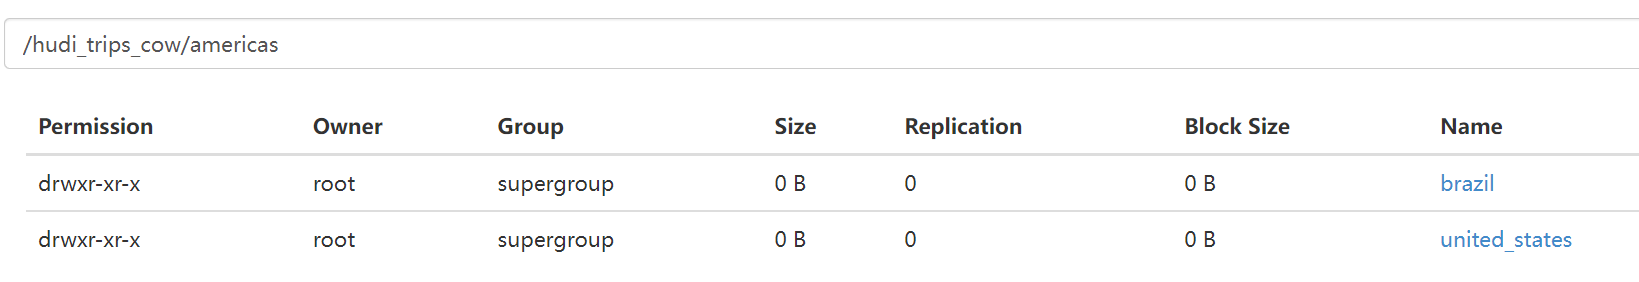 /hudi_trips_cow/americas
Permission Owner Group Size Replication Block Size Name
drwxr-xr-x root supergroup 0 B 0 0 B brazil
drwxr-xr-x root supergroup 0 B 0 0 B united_states